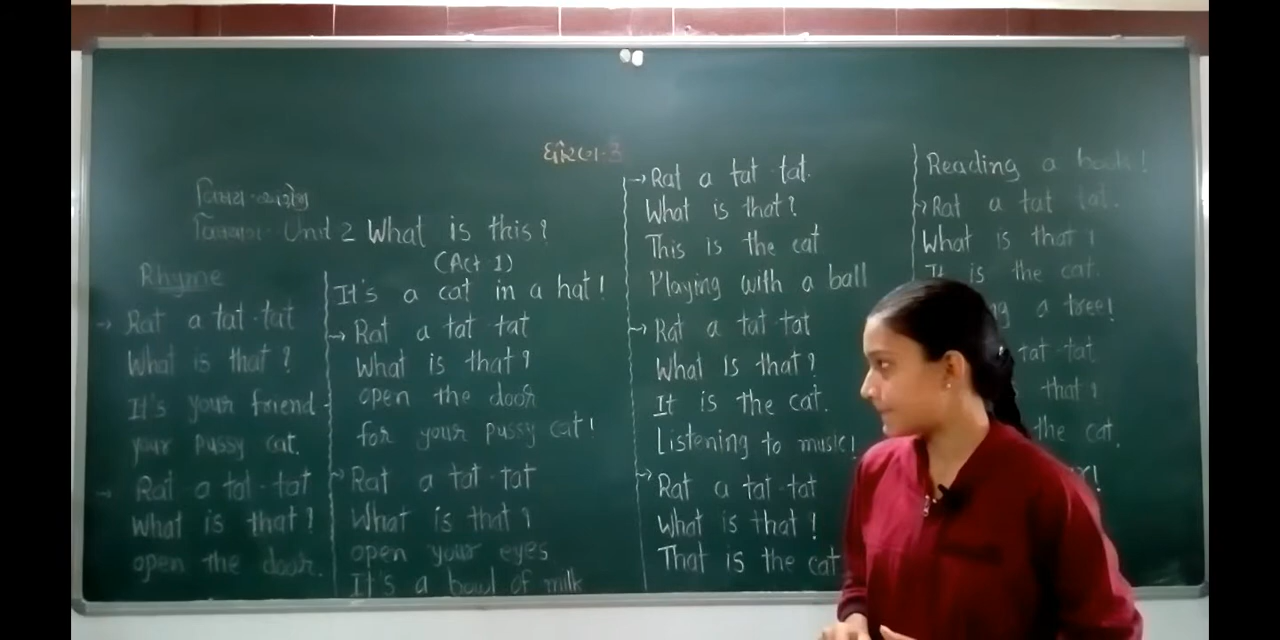 ધોરણ-
વિષય-અંગ્રેજી
Unit 2 What is this?
(Act 1)
Rhyme
→ Rat a tat-tat
What is that?
It's your friend
your pussy cat.
→ Rat a tat-tat
What is that?
open the door.
It's a cat in a hat!
→ Rat a tat tat
What is that?
open the door
for your pussy cat!
→ Rat a tat-tat
What is that?
open your eyes
It's a bowl of milk
→ Rat a tat-tat.
What is that?
This is the cat
Playing with a ball
→ Rat a tat-tat
What is that?
It is the cat.
Listening to music!
→ Rat a tat-tat
What is that?
That is the cat
Reading a book!
→ Rat a tat tat.
What is that?
It is the cat.
a tree!
tat-tat
that?
the cat.